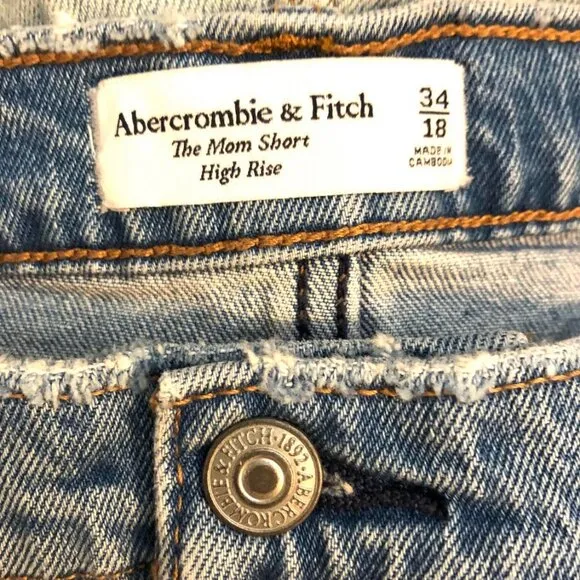 Abercrombie & Fitch
The Mom Short
High Rise
34
18
MADE IN
CAMBODIA
ABERCROMBIE & FITCH · 1892 ·